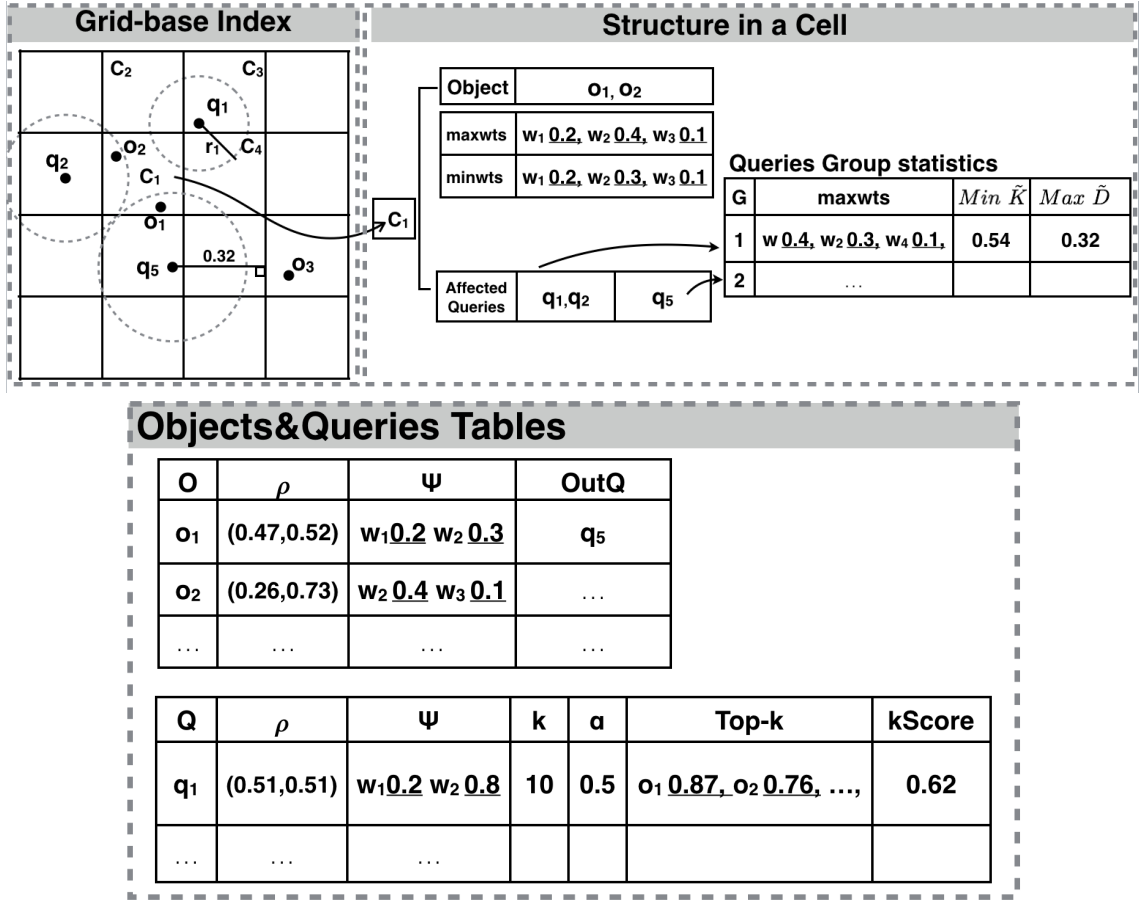 Grid-base Index
C₂ C₃
q₁
r₁ C₄
q₂ o₂
C₁
o₁
q₅ 0.32 o₃
Structure in a Cell
C₁
Object o₁, o₂
maxwts w₁ 0.2, w₂ 0.4, w₃ 0.1
minwts w₁ 0.2, w₂ 0.3, w₃ 0.1
Affected Queries q₁,q₂ q₅
Queries Group statistics
G maxwts Min K̃ Max D̃
1 w 0.4, w₂ 0.3, w₄ 0.1, 0.54 0.32
2 ...
Objects&Queries Tables
O ρ Ψ OutQ
o₁ (0.47,0.52) w₁0.2 w₂ 0.3 q₅
o₂ (0.26,0.73) w₂ 0.4 w₃ 0.1 ...
... ... ... ...
Q ρ Ψ k α Top-k kScore
q₁ (0.51,0.51) w₁0.2 w₂ 0.8 10 0.5 o₁ 0.87, o₂ 0.76, ..., 0.62
... ... ...